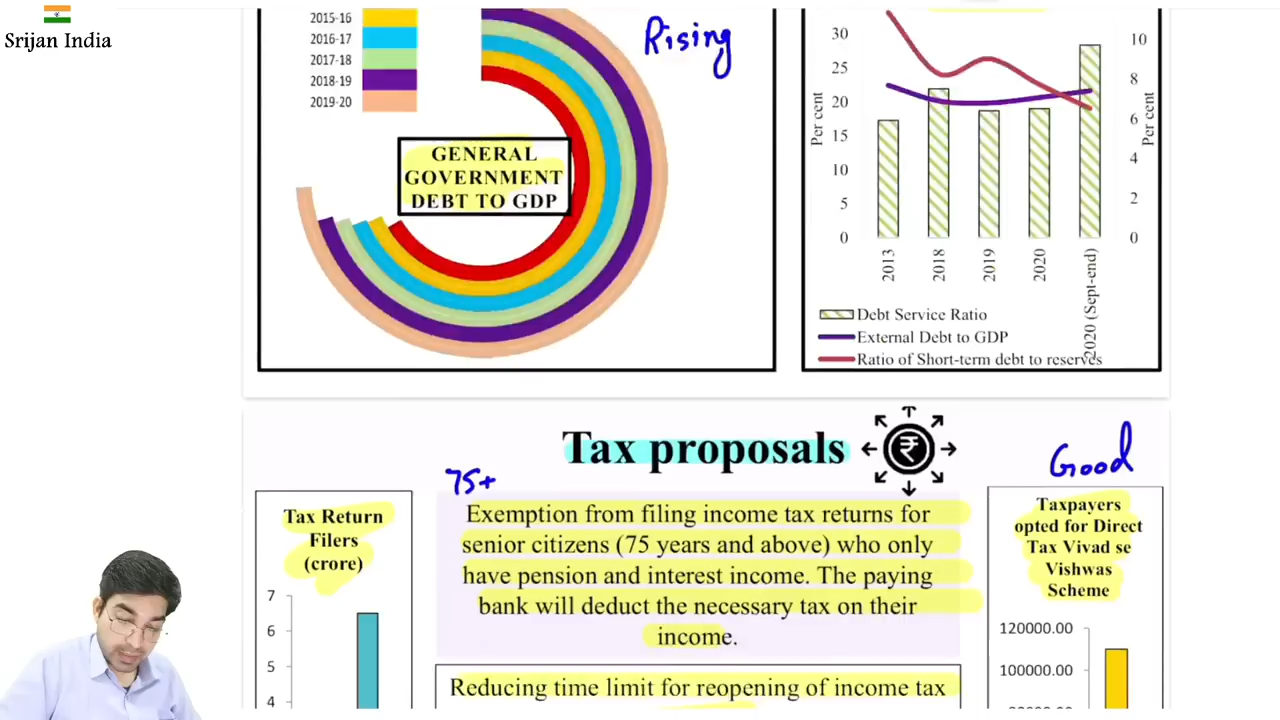 Srijan India
2015-16
2016-17
2017-18
2018-19
2019-20
GENERAL
GOVERNMENT
DEBT TO GDP
Rising
30
25
20
15
10
5
0
Per cent
10
8
6
4
2
0
Per cent
2013
2018
2019
2020
2020 (Sept-end)
Debt Service Ratio
External Debt to GDP
Ratio of Short-term debt to reserves
Tax proposals
Good
75+
Tax Return
Filers
(crore)
7
6
5
4
Exemption from filing income tax returns for
senior citizens (75 years and above) who only
have pension and interest income. The paying
bank will deduct the necessary tax on their
income.
Reducing time limit for reopening of income tax
Taxpayers
opted for Direct
Tax Vivad se
Vishwas
Scheme
120000.00
100000.00